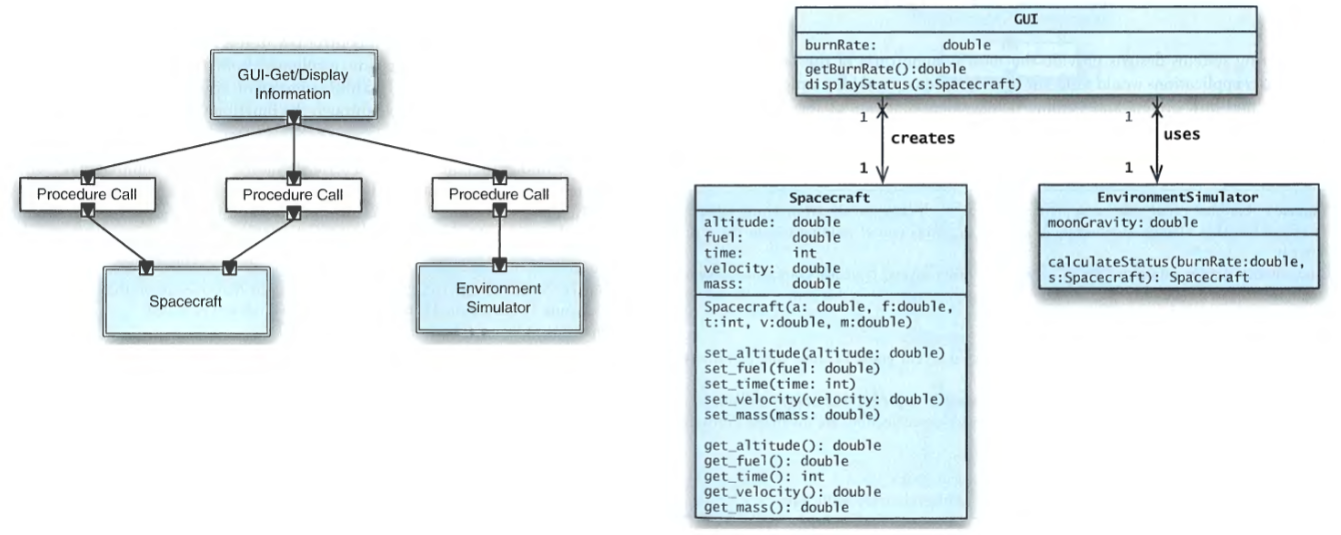 GUI-Get/Display
Information
Procedure Call
Procedure Call
Procedure Call
Spacecraft
Environment
Simulator
GUI
burnRate: double
getBurnRate():double
displayStatus(s:Spacecraft)
1
creates
1
1
uses
1
Spacecraft
altitude: double
fuel: double
time: int
velocity: double
mass: double
Spacecraft(a: double, f:double,
t:int, v:double, m:double)
set_altitude(altitude: double)
set_fuel(fuel: double)
set_time(time: int)
set_velocity(velocity: double)
set_mass(mass: double)
get_altitude(): double
get_fuel(): double
get_time(): int
get_velocity(): double
get_mass(): double
EnvironmentSimulator
moonGravity: double
calculateStatus(burnRate:double,
s:Spacecraft): Spacecraft